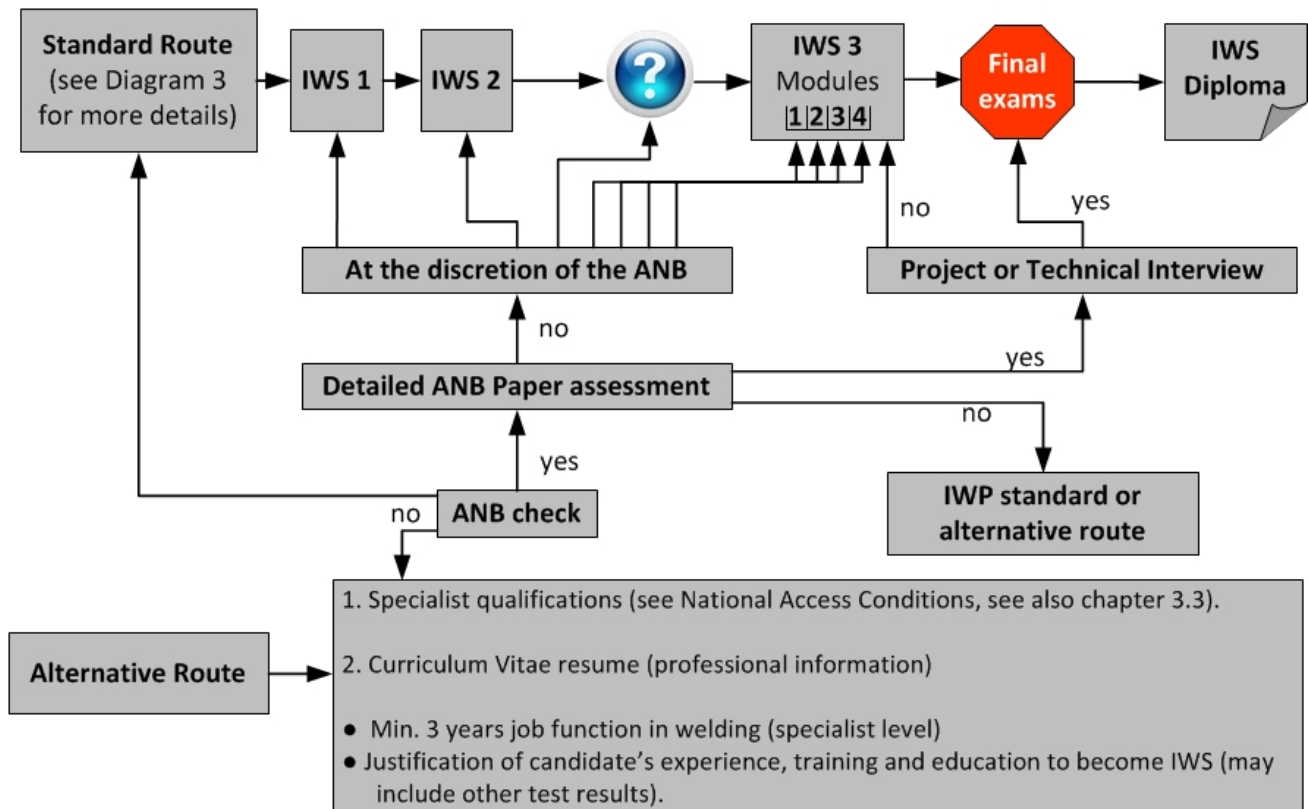 Standard Route
(see Diagram 3
for more details)
IWS 1
IWS 2
?
IWS 3
Modules
1 2 3 4
Final
exams
IWS
Diploma
no
yes
At the discretion of the ANB
Project or Technical Interview
no
yes
Detailed ANB Paper assessment
no
yes
IWP standard or
alternative route
no
ANB check
1. Specialist qualifications (see National Access Conditions, see also chapter 3.3).
Alternative Route
2. Curriculum Vitae resume (professional information)
● Min. 3 years job function in welding (specialist level)
● Justification of candidate’s experience, training and education to become IWS (may
include other test results).